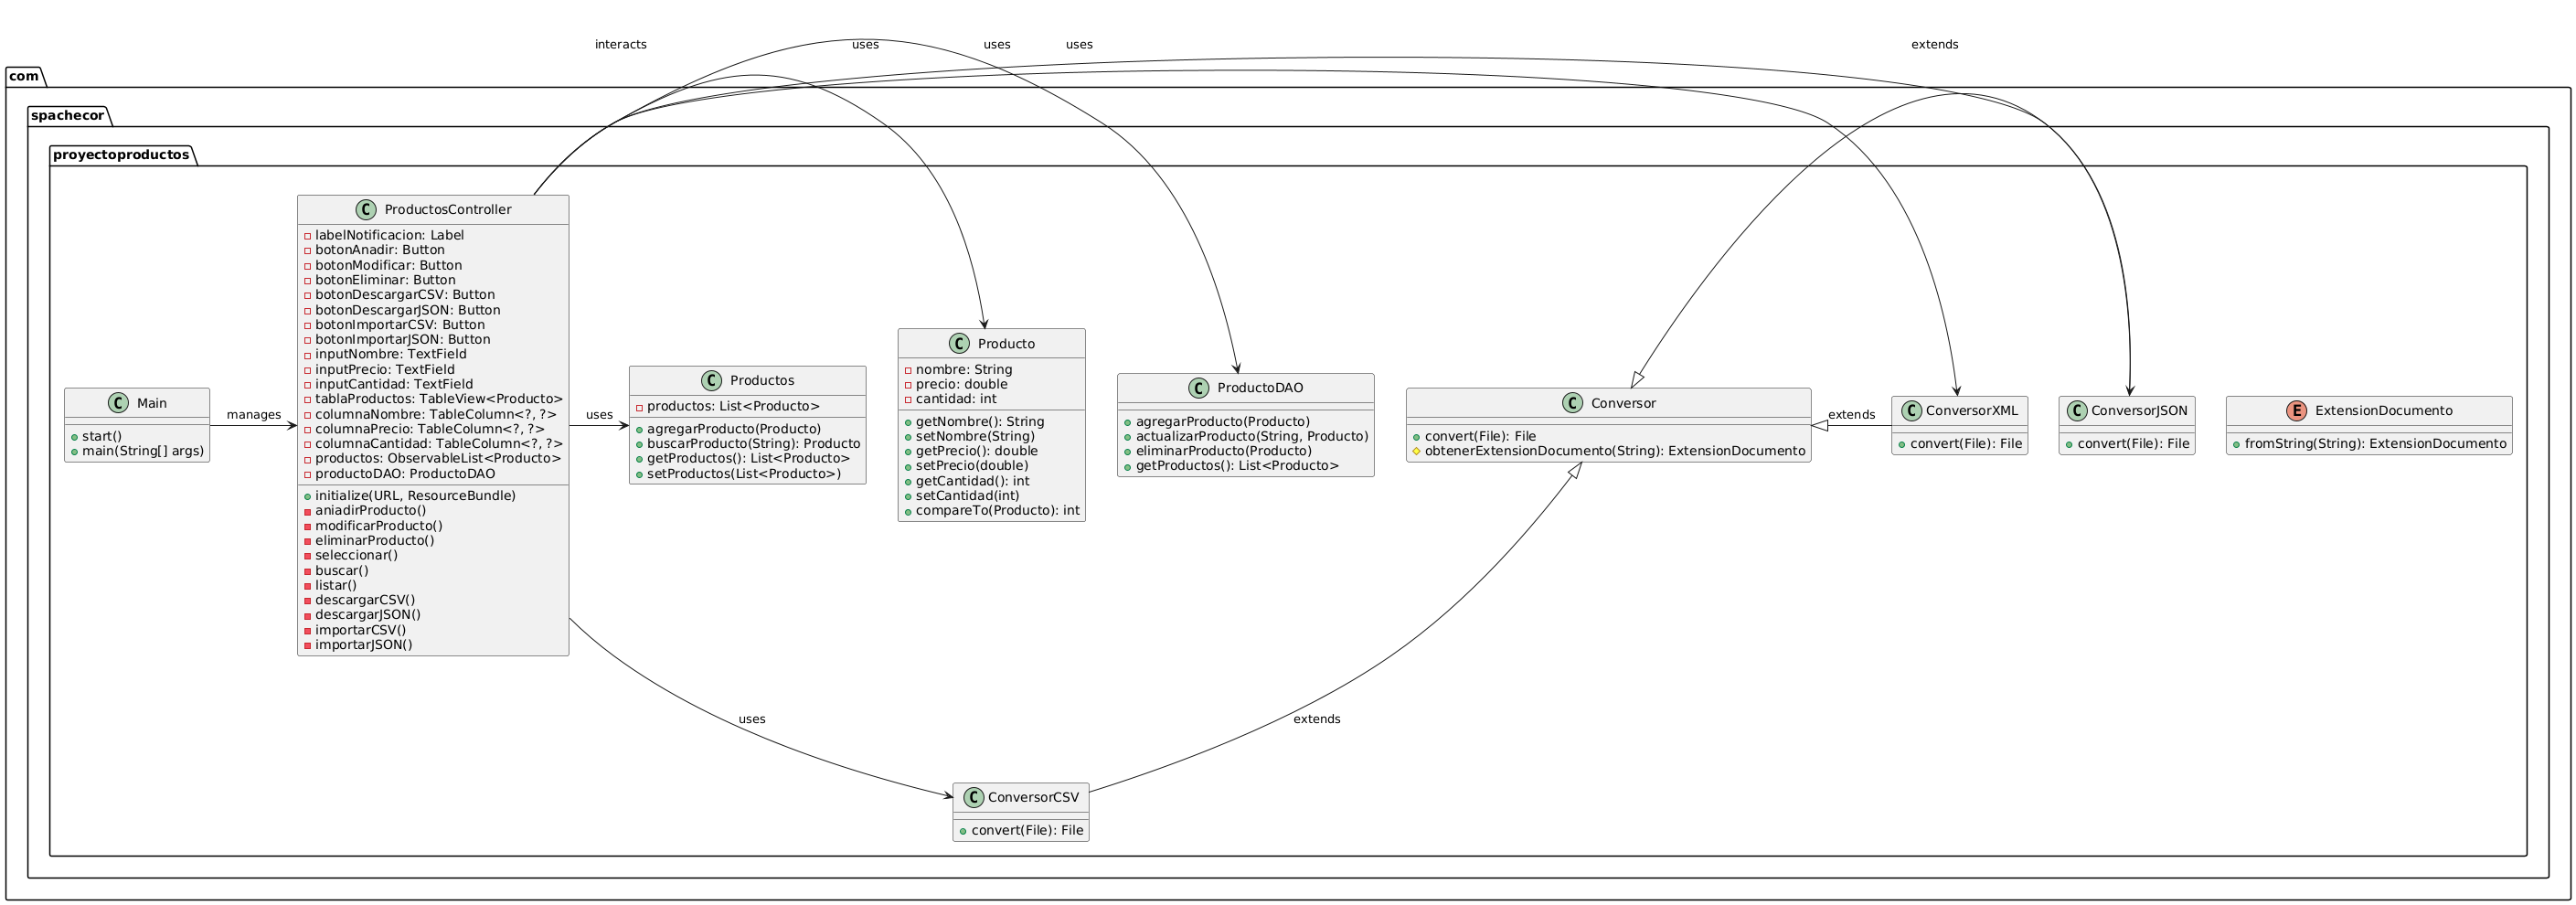 interacts
uses
uses
uses
extends
com
spachecor
proyectoproductos
C Main
start()
main(String[] args)
manages
C ProductosController
labelNotificacion: Label
botonAnadir: Button
botonModificar: Button
botonEliminar: Button
botonDescargarCSV: Button
botonDescargarJSON: Button
botonImportarCSV: Button
botonImportarJSON: Button
inputNombre: TextField
inputPrecio: TextField
inputCantidad: TextField
tablaProductos: TableView<Producto>
columnaNombre: TableColumn<?, ?>
columnaPrecio: TableColumn<?, ?>
columnaCantidad: TableColumn<?, ?>
productos: ObservableList<Producto>
productoDAO: ProductoDAO
initialize(URL, ResourceBundle)
aniadirProducto()
modificarProducto()
eliminarProducto()
seleccionar()
buscar()
listar()
descargarCSV()
descargarJSON()
importarCSV()
importarJSON()
uses
C Productos
productos: List<Producto>
agregarProducto(Producto)
buscarProducto(String): Producto
getProductos(): List<Producto>
setProductos(List<Producto>)
C Producto
nombre: String
precio: double
cantidad: int
getNombre(): String
setNombre(String)
getPrecio(): double
setPrecio(double)
getCantidad(): int
setCantidad(int)
compareTo(Producto): int
C ProductoDAO
agregarProducto(Producto)
actualizarProducto(String, Producto)
eliminarProducto(Producto)
getProductos(): List<Producto>
C Conversor
convert(File): File
obtenerExtensionDocumento(String): ExtensionDocumento
extends
C ConversorXML
convert(File): File
C ConversorJSON
convert(File): File
E ExtensionDocumento
fromString(String): ExtensionDocumento
uses
extends
C ConversorCSV
convert(File): File